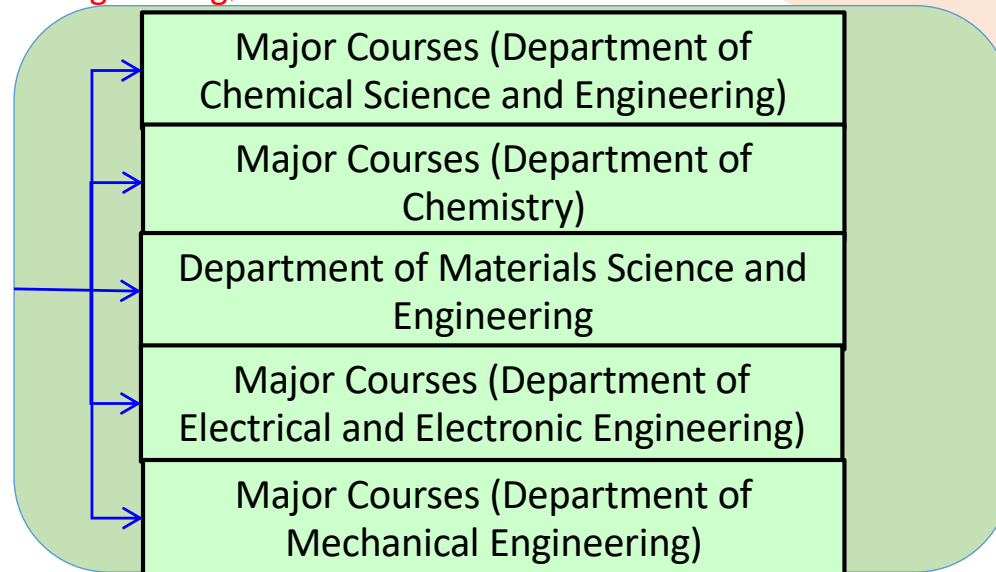 Major Courses (Department of
Chemical Science and Engineering)
Major Courses (Department of
Chemistry)
Department of Materials Science and
Engineering
Major Courses (Department of
Electrical and Electronic Engineering)
Major Courses (Department of
Mechanical Engineering)